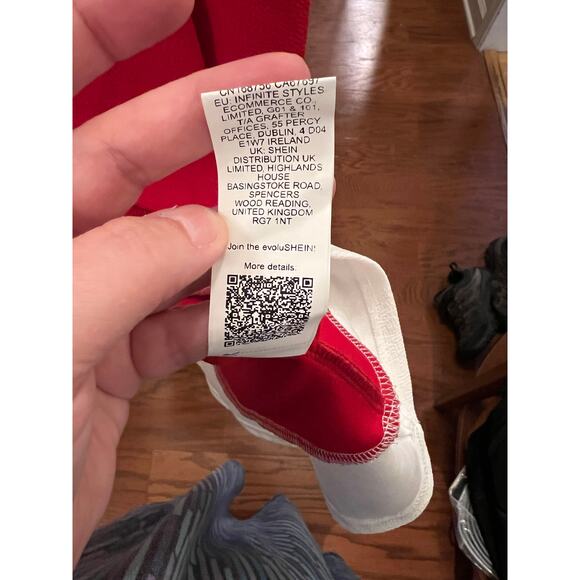 EU: INFINITE STYLES
ECOMMERCE CO.,
LIMITED, G01 & 101,
T/A GRAFTER
OFFICES, 55 PERCY
PLACE, DUBLIN, 4 D04
E1W7 IRELAND
UK: SHEIN
DISTRIBUTION UK
LIMITED, HIGHLANDS
HOUSE
BASINGSTOKE ROAD,
SPENCERS
WOOD READING,
UNITED KINGDOM
RG7 1NT
Join the evoluSHEIN!
More details: